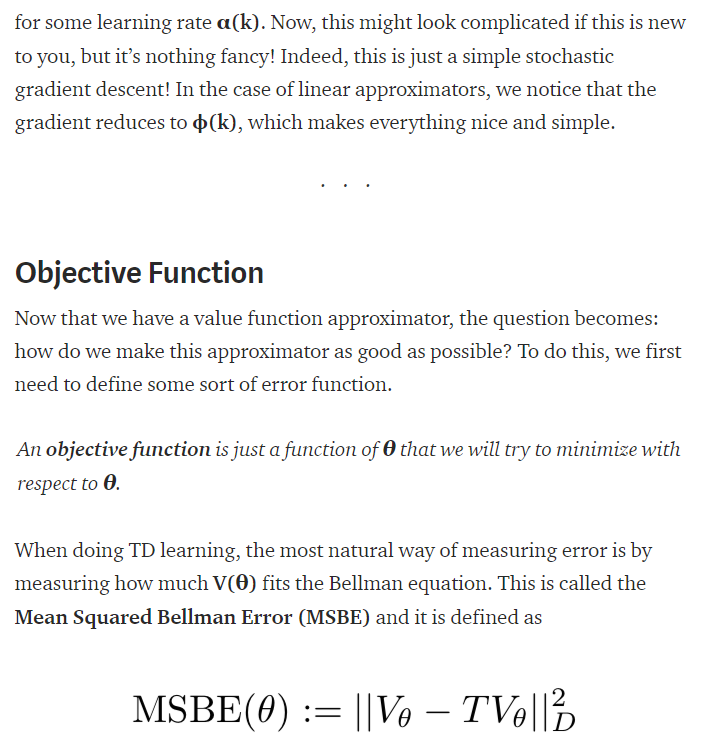 for some learning rate α(k). Now, this might look complicated if this is new
to you, but it’s nothing fancy! Indeed, this is just a simple stochastic
gradient descent! In the case of linear approximators, we notice that the
gradient reduces to ϕ(k), which makes everything nice and simple.
. . .
Objective Function
Now that we have a value function approximator, the question becomes:
how do we make this approximator as good as possible? To do this, we first
need to define some sort of error function.
An objective function is just a function of θ that we will try to minimize with
respect to θ.
When doing TD learning, the most natural way of measuring error is by
measuring how much V(θ) fits the Bellman equation. This is called the
Mean Squared Bellman Error (MSBE) and it is defined as
MSBE(θ) := ||V_θ − TV_θ||²_D